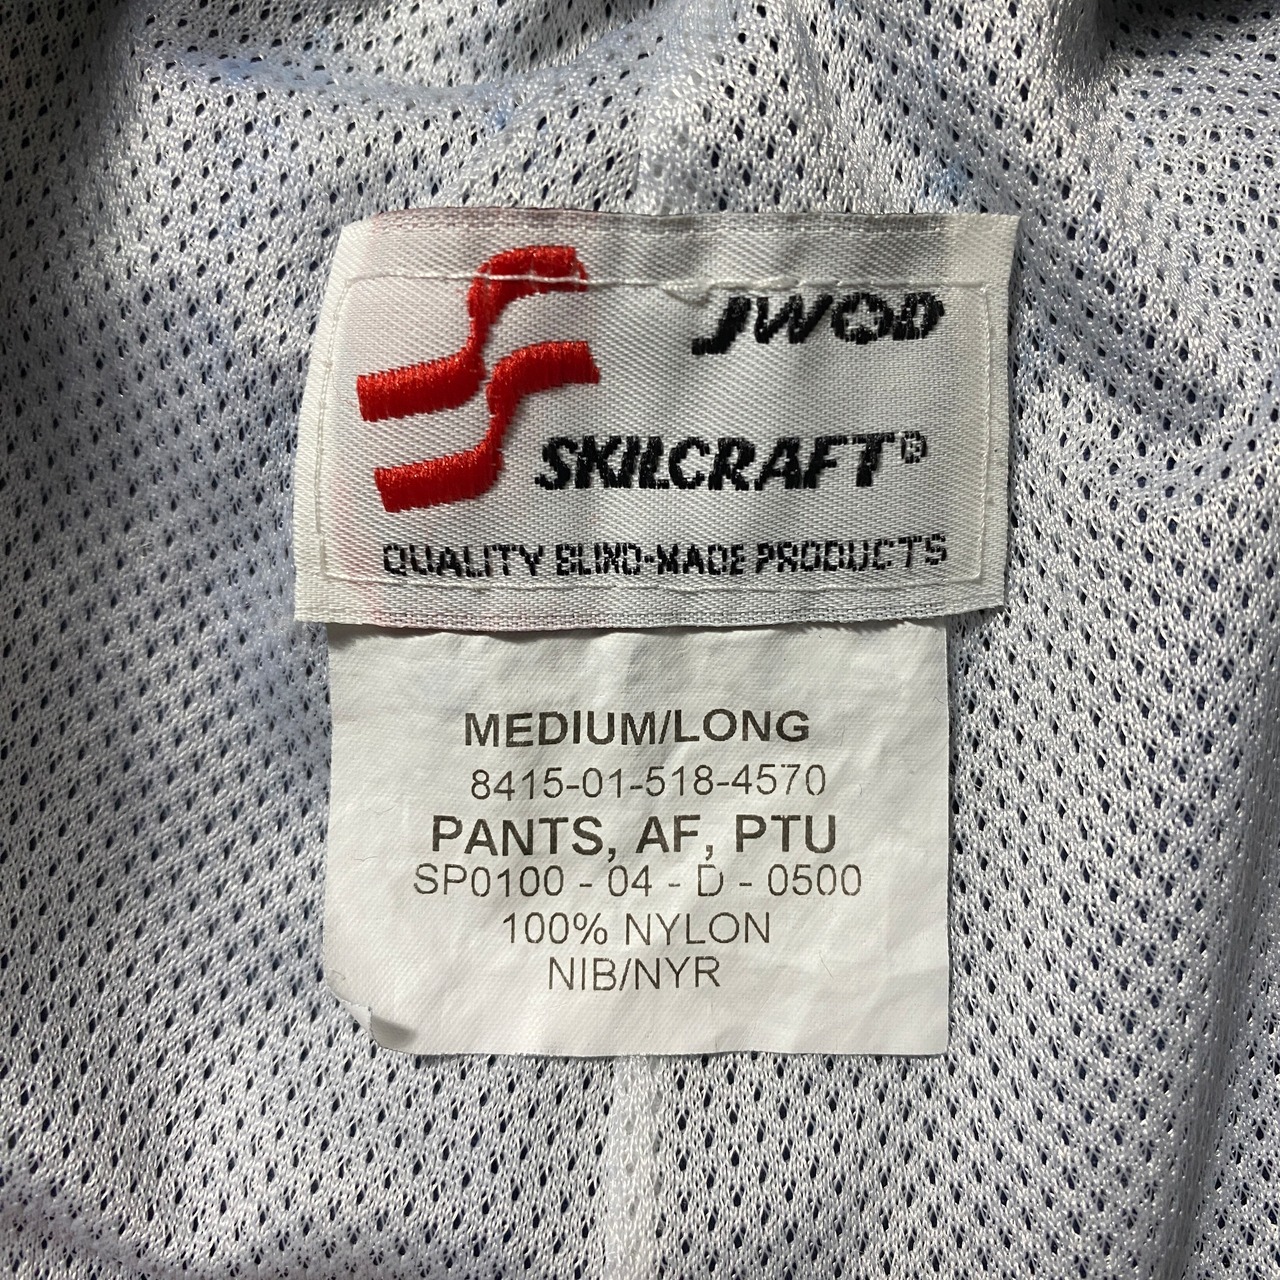 JWOD
SKILCRAFT®
QUALITY BLIND-MADE PRODUCTS
MEDIUM/LONG
8415-01-518-4570
PANTS, AF, PTU
SP0100 - 04 - D - 0500
100% NYLON
NIB/NYR